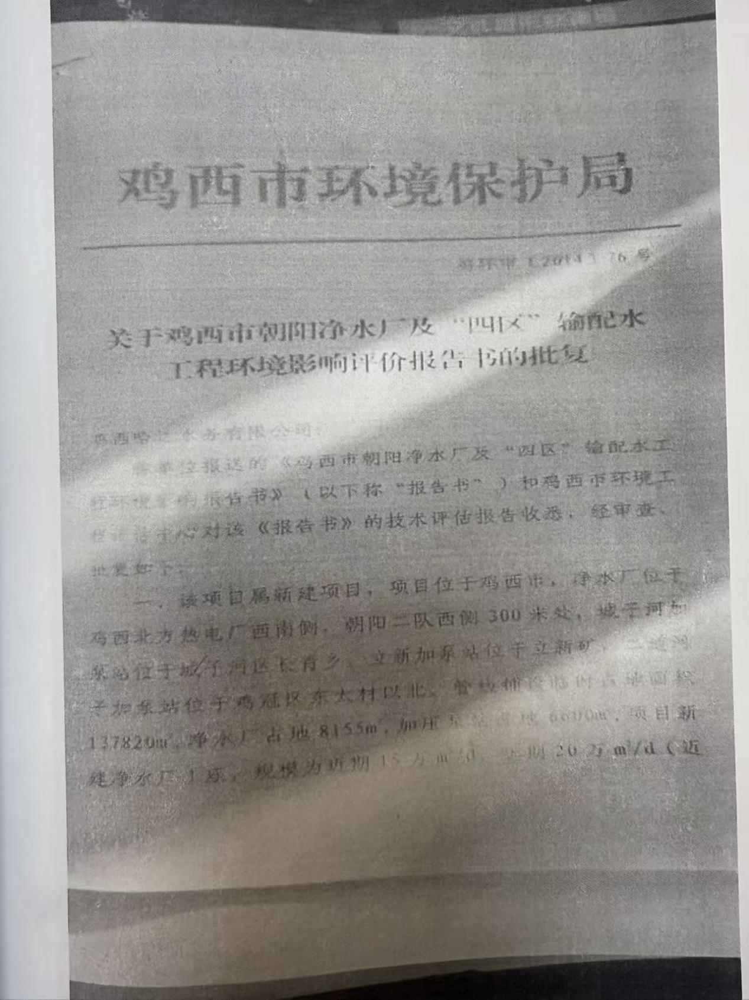 鸡西市环境保护局
鸡环审〔2014〕76号
关于鸡西市朝阳净水厂及“四区”输配水
工程环境影响评价报告书的批复
鸡西哈 水务有限公司:
你单位报送的《鸡西市朝阳净水厂及“四区”输配水工
程环境影响报告书》(以下称“报告书”)和鸡西市环境工
程评估中心对该《报告书》的技术评估报告收悉,经审查,
批复如下:
一、该项目属新建项目,项目位于鸡西市,净水厂位于
鸡西北方热电厂西南侧,朝阳二队西侧300米处,城子河加
泵站位于城子河区长青乡、立新加泵站位于立新矿、二道河
子加泵站位于鸡冠区东太村以北。管线铺设临时占地面积
137820m²,净水厂占地8155m²,加压泵站占地6600m²,项目新
建净水厂1座,规模为近期15万m³/d,远期20万m³/d(近